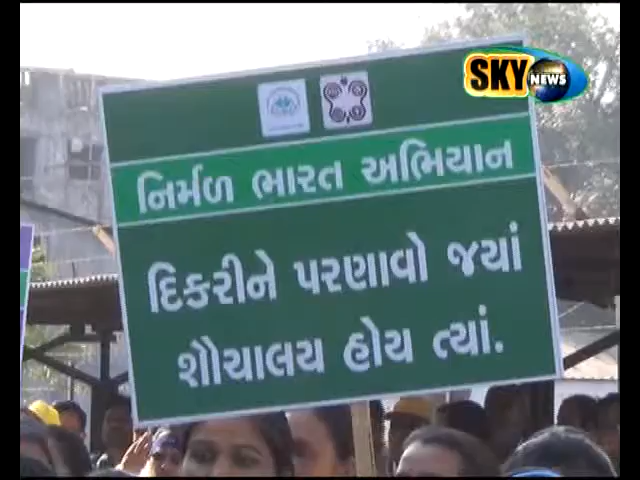 SKY NEWS
નિર્મળ ભારત અભિયાન
દિકરીને પરણાવો જ્યાં
શૌચાલય હોય ત્યાં.